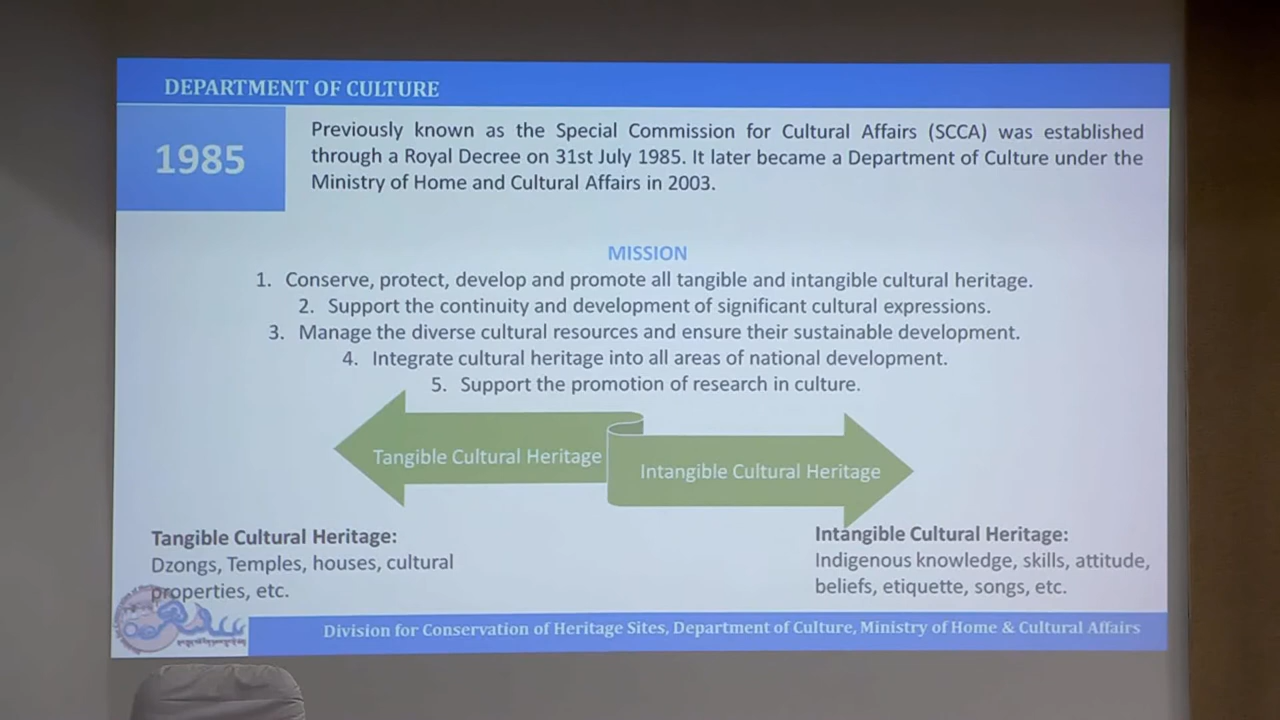 DEPARTMENT OF CULTURE
1985
Previously known as the Special Commission for Cultural Affairs (SCCA) was established
through a Royal Decree on 31st July 1985. It later became a Department of Culture under the
Ministry of Home and Cultural Affairs in 2003.
MISSION
1. Conserve, protect, develop and promote all tangible and intangible cultural heritage.
2. Support the continuity and development of significant cultural expressions.
3. Manage the diverse cultural resources and ensure their sustainable development.
4. Integrate cultural heritage into all areas of national development.
5. Support the promotion of research in culture.
Tangible Cultural Heritage
Intangible Cultural Heritage
Tangible Cultural Heritage:
Dzongs, Temples, houses, cultural
properties, etc.
Intangible Cultural Heritage:
Indigenous knowledge, skills, attitude,
beliefs, etiquette, songs, etc.
Division for Conservation of Heritage Sites, Department of Culture, Ministry of Home & Cultural Affairs